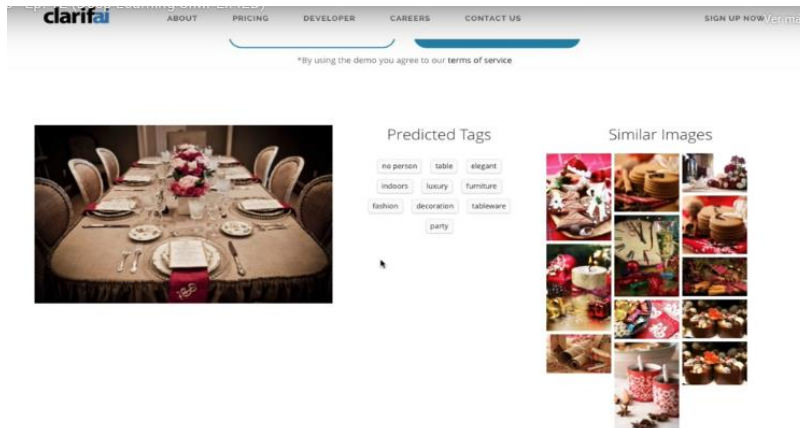 clarifai ABOUT PRICING DEVELOPER CAREERS CONTACT US SIGN UP NOW
*By using the demo you agree to our terms of service
Predicted Tags
no person table elegant
indoors luxury furniture
fashion decoration tableware
party
Similar Images